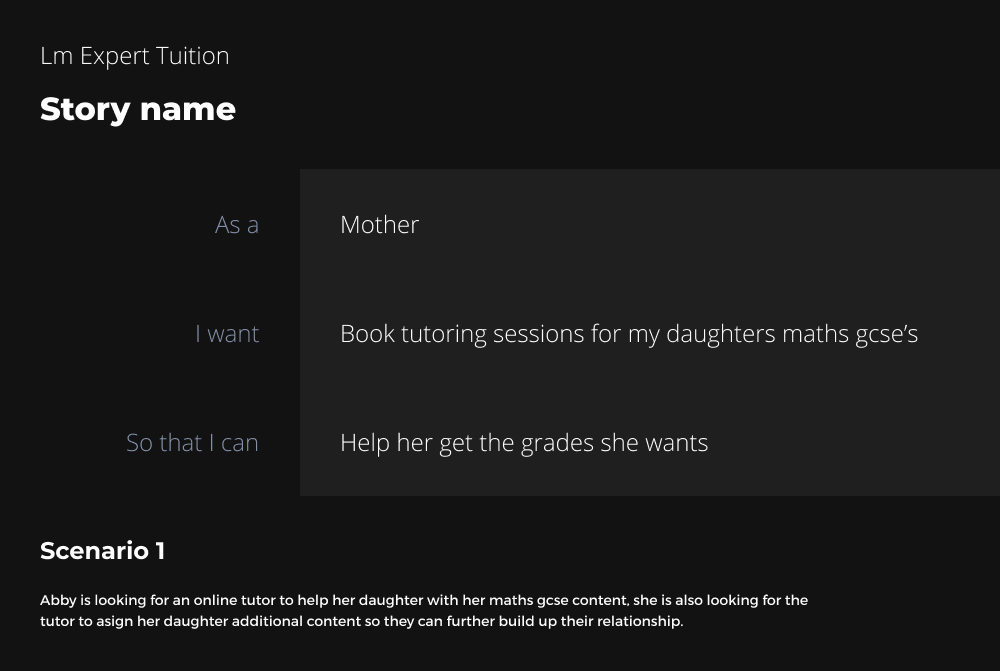 Lm Expert Tuition
Story name
As a
Mother
I want
Book tutoring sessions for my daughters maths gcse’s
So that I can
Help her get the grades she wants
Scenario 1
Abby is looking for an online tutor to help her daughter with her maths gcse content, she is also looking for the
tutor to asign her daughter additional content so they can further build up their relationship.